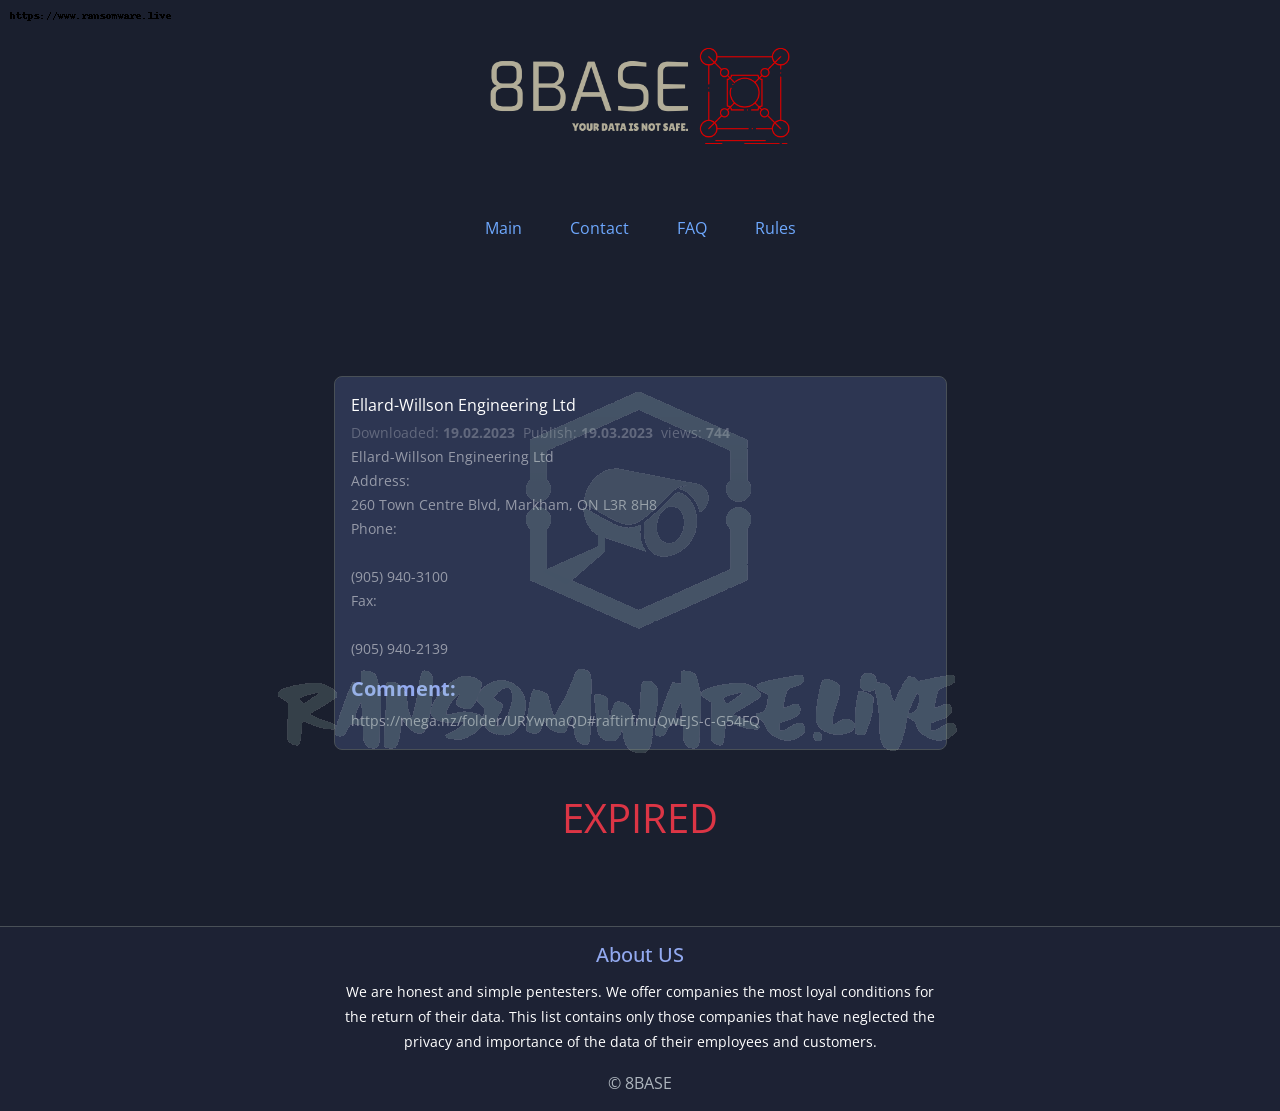 https://www.ransomware.live
8BASE
YOUR DATA IS NOT SAFE.
Main Contact FAQ Rules
Ellard-Willson Engineering Ltd
Downloaded: 19.02.2023 Publish: 19.03.2023 views: 744
Ellard-Willson Engineering Ltd
Address:
260 Town Centre Blvd, Markham, ON L3R 8H8
Phone:
(905) 940-3100
Fax:
(905) 940-2139
Comment:
RANSOMWARE.LIVE
https://mega.nz/folder/URYwmaQD#raftirfmuQwEJS-c-G54FQ
EXPIRED
About US
We are honest and simple pentesters. We offer companies the most loyal conditions for
the return of their data. This list contains only those companies that have neglected the
privacy and importance of the data of their employees and customers.
© 8BASE